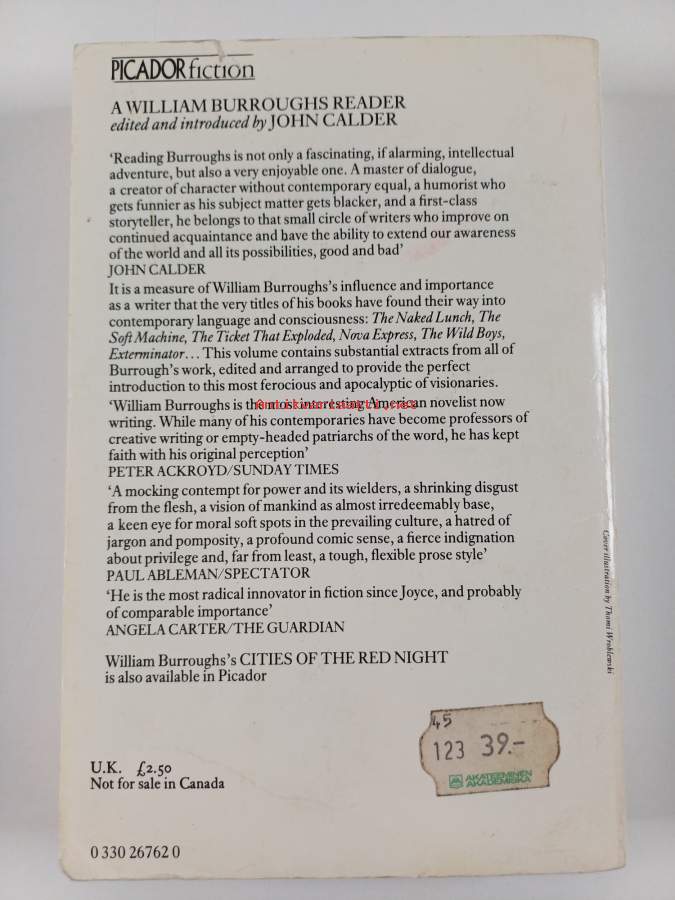 PICADOR fiction
A WILLIAM BURROUGHS READER
edited and introduced by JOHN CALDER
‘Reading Burroughs is not only a fascinating, if alarming, intellectual
adventure, but also a very enjoyable one. A master of dialogue,
a creator of character without contemporary equal, a humorist who
gets funnier as his subject matter gets blacker, and a first-class
storyteller, he belongs to that small circle of writers who improve on
continued acquaintance and have the ability to extend our awareness
of the world and all its possibilities, good and bad’
JOHN CALDER
It is a measure of William Burroughs's influence and importance
as a writer that the very titles of his books have found their way into
contemporary language and consciousness: The Naked Lunch, The
Soft Machine, The Ticket That Exploded, Nova Express, The Wild Boys,
Exterminator... This volume contains substantial extracts from all of
Burrough's work, edited and arranged to provide the perfect
introduction to this most ferocious and apocalyptic of visionaries.
‘William Burroughs is the most interesting American novelist now
writing. While many of his contemporaries have become professors of
creative writing or empty-headed patriarchs of the word, he has kept
faith with his original perception’
PETER ACKROYD/SUNDAY TIMES
‘A mocking contempt for power and its wielders, a shrinking disgust
from the flesh, a vision of mankind as almost irredeemably base,
a keen eye for moral soft spots in the prevailing culture, a hatred of
jargon and pomposity, a profound comic sense, a fierce indignation
about privilege and, far from least, a tough, flexible prose style’
PAUL ABLEMAN/SPECTATOR
‘He is the most radical innovator in fiction since Joyce, and probably
of comparable importance’
ANGELA CARTER/THE GUARDIAN
William Burroughs's CITIES OF THE RED NIGHT
is also available in Picador
Cover illustration by Thomi Wroblewski
45
123 39.-
AKATEEMINEN
AKADEMISKA
U.K. £2.50
Not for sale in Canada
0 330 26762 0